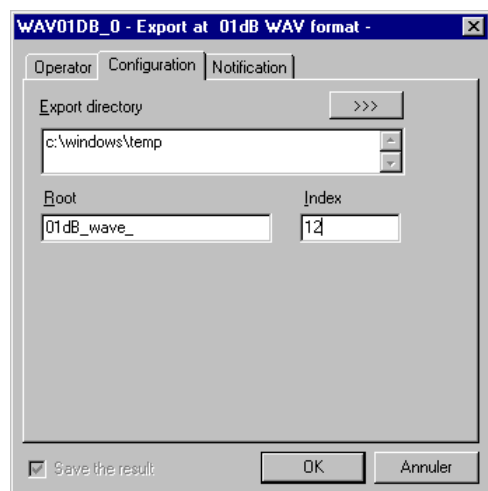 WAV01DB_0 - Export at 01dB WAV format -
Operator Configuration Notification
Export directory >>>
c:\windows\temp
Root Index
01dB_wave_ 12
Save the result OK Annuler